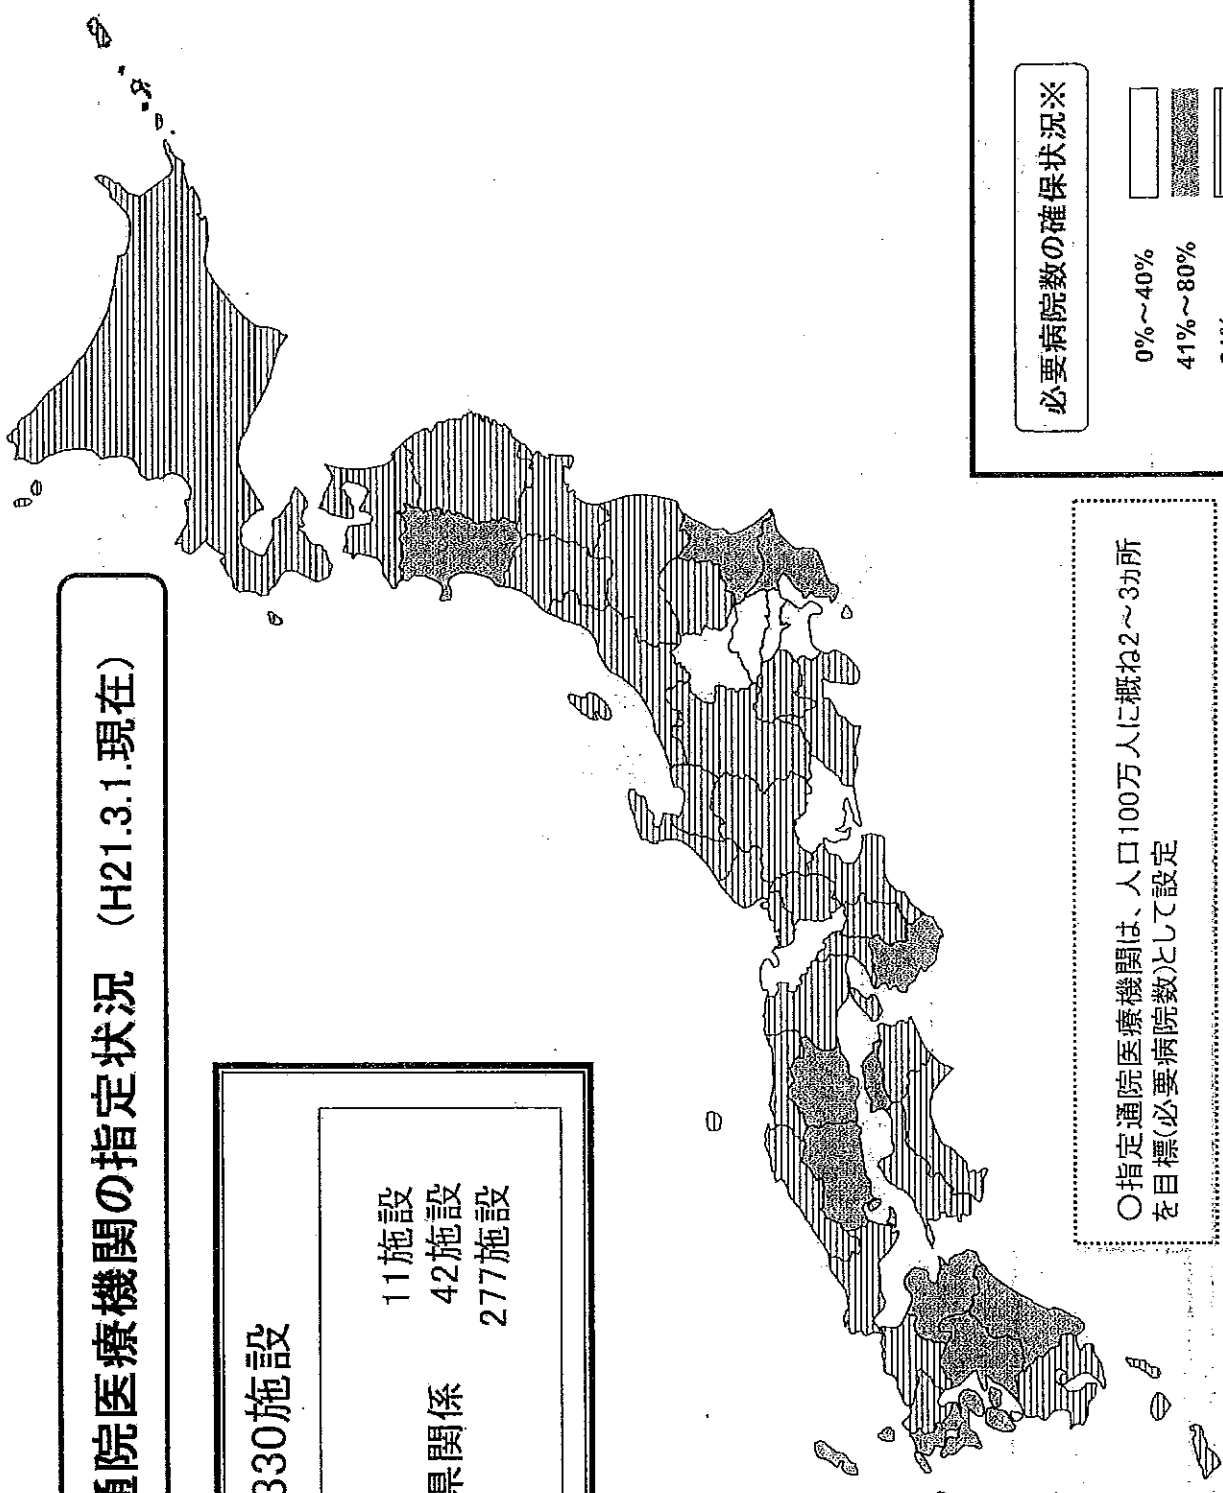 通院医療機関の指定状況 (H21.3.1.現在)
330施設
11施設
県関係 42施設
277施設
○指定通院医療機関は、人口100万人に概ね2~3ヵ所
を目標(必要病院数)として設定
必要病院数の確保状況※
0%~40%
41%~80%